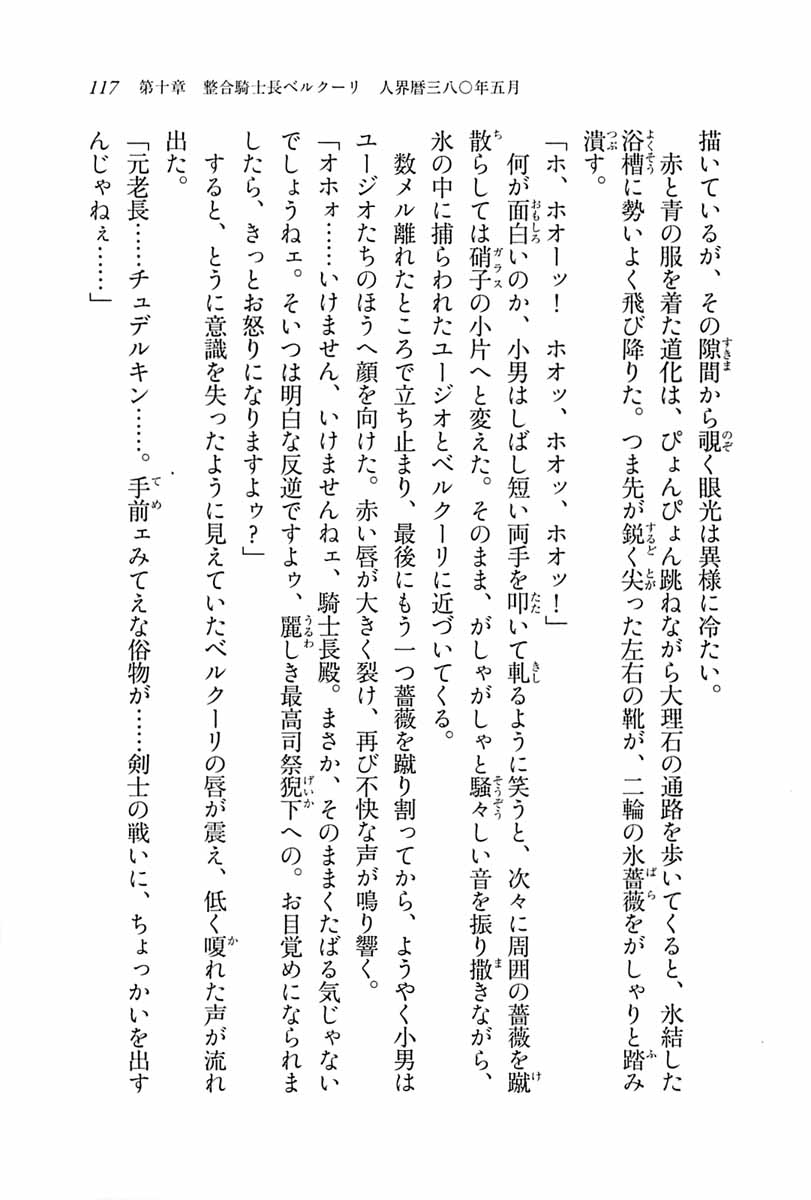 117　第十章　整合騎士長ベルクーリ　人界暦三八〇年五月
描いているが、その隙間から覗く眼光は異様に冷たい。
　赤と青の服を着た道化は、ぴょんぴょん跳ねながら大理石の通路を歩いてくると、氷結した
浴槽に勢いよく飛び降りた。つま先が鋭く尖った左右の靴が、二輪の氷薔薇をがしゃりと踏み
潰す。
「ホ、ホオーッ！　ホオッ、ホオッ、ホオッ！」
　何が面白いのか、小男はしばし短い両手を叩いて軋るように笑うと、次々に周囲の薔薇を蹴
散らしては硝子の小片へと変えた。そのまま、がしゃがしゃと騒々しい音を振り撒きながら、
氷の中に捕らわれたユージオとベルクーリに近づいてくる。
　数メル離れたところで立ち止まり、最後にもう一つ薔薇を蹴り割ってから、ようやく小男は
ユージオたちのほうへ顔を向けた。赤い唇が大きく裂け、再び不快な声が鳴り響く。
「オホォ……いけません、いけませんねェ、騎士長殿。まさか、そのままくたばる気じゃない
でしょうねェ。そいつは明白な反逆ですよゥ、麗しき最高司祭猊下への。お目覚めになられま
したら、きっとお怒りになりますよゥ？」
　すると、とうに意識を失ったように見えていたベルクーリの唇が震え、低く嗄れた声が流れ
出た。
「元老長……チュデルキン……。手前ェみてえな俗物が……剣士の戦いに、ちょっかいを出す
んじゃねぇ……」